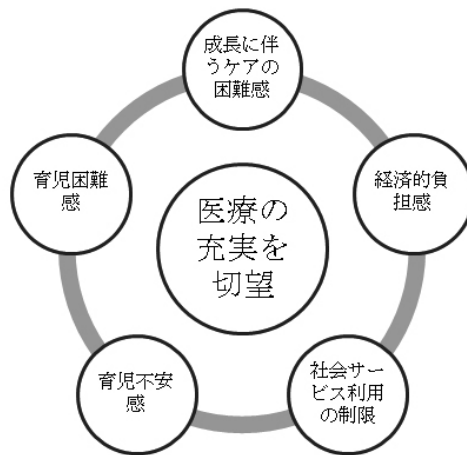 成長に伴
うケアの
困難感
経済的負
担感
社会サー
ビス利用
の制限
育児不安
感
育児困難
感
医療の
充実を
切望